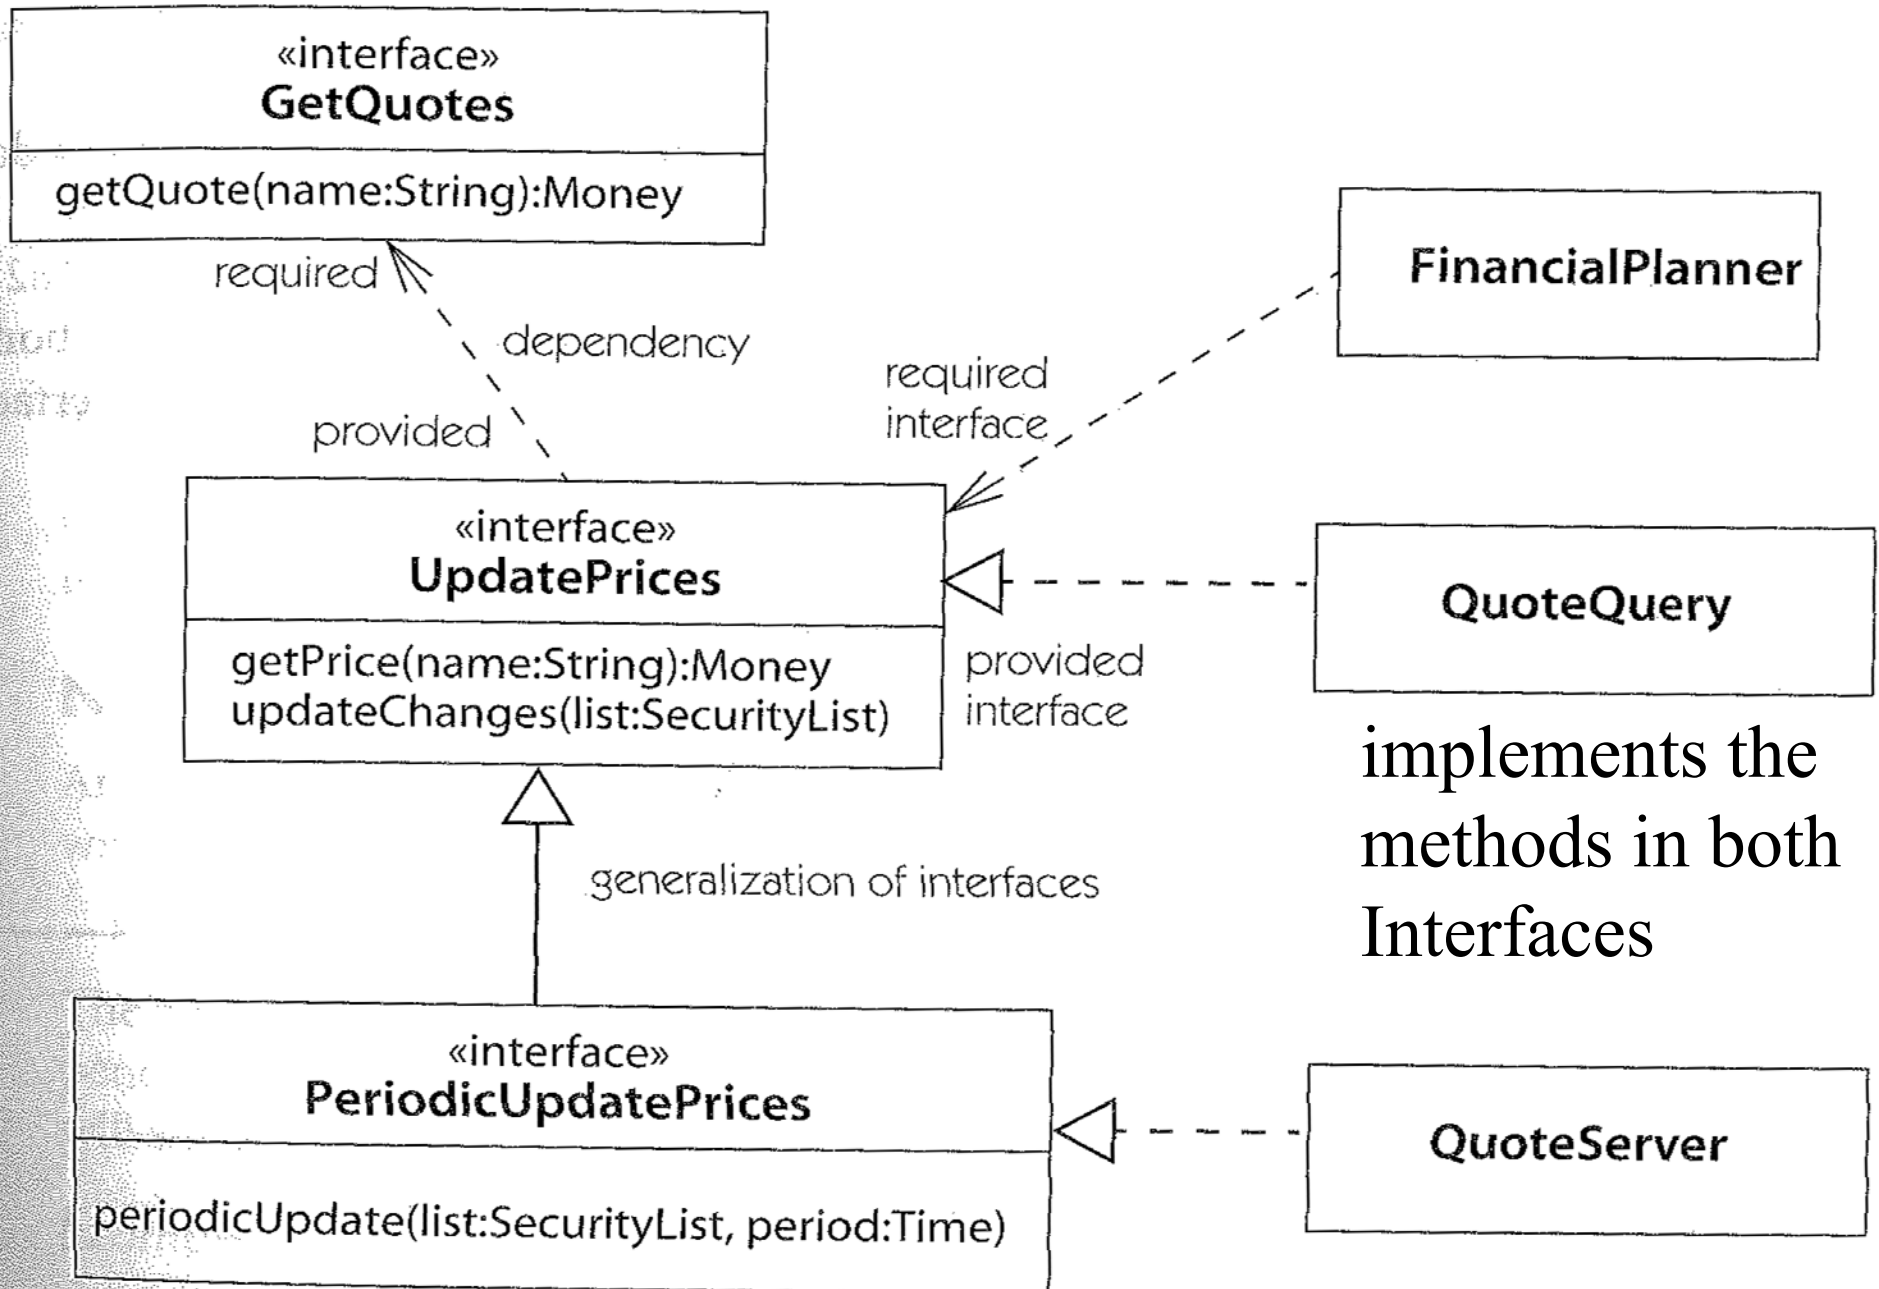 «interface»
GetQuotes
getQuote(name:String):Money
required
dependency
provided
FinancialPlanner
required
interface
«interface»
UpdatePrices
getPrice(name:String):Money
updateChanges(list:SecurityList)
QuoteQuery
provided
interface
implements the
methods in both
Interfaces
generalization of interfaces
«interface»
PeriodicUpdatePrices
periodicUpdate(list:SecurityList, period:Time)
QuoteServer